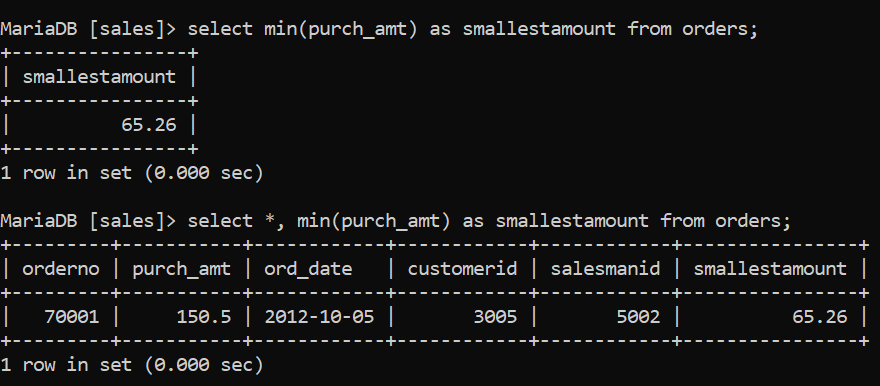 MariaDB [sales]> select min(purch_amt) as smallestamount from orders;
+----------------+
| smallestamount |
+----------------+
|          65.26 |
+----------------+
1 row in set (0.000 sec)
MariaDB [sales]> select *, min(purch_amt) as smallestamount from orders;
+---------+-----------+------------+------------+------------+----------------+
| orderno | purch_amt | ord_date   | customerid | salesmanid | smallestamount |
+---------+-----------+------------+------------+------------+----------------+
|   70001 |     150.5 | 2012-10-05 |       3005 |       5002 |          65.26 |
+---------+-----------+------------+------------+------------+----------------+
1 row in set (0.000 sec)